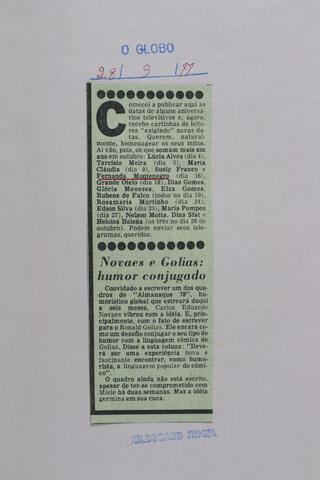 O GLOBO
28 / 9 / 77
Comecei a publicar aqui as
datas de alguns aniversa-
rios televisivos e, agora,
recebo cartinhas de leito-
res "exigindo" novas da-
tas. Querem, natural-
mente, homenagear os seus mitos.
Aí vão, pois, os que somam mais um
ano em outubro: Lúcia Alves (dia 4),
Tarcísio Meira (dia 5), Maria
Cláudia (dia 9), Suely Franco e
Fernanda Montenegro (dia 16),
Grande Otelo (dia 18), Dias Gomes,
Glória Menezes, Elza Gomes,
Rubens de Falco (todos no dia 19),
Rosamaria Murtinho (dia 24),
Edson Silva (dia 25), Maria Pompeu
(dia 27), Nelson Motta, Dina Sfat e
Heloísa Helena (os três no dia 28 de
outubro). Podem enviar seus tele-
gramas, queridos.
Novaes e Golias:
humor conjugado
Convidado a escrever um dos qua-
dros de "Almanaque 78", hu-
morístico global que estreará daqui
a seis meses, Carlos Eduardo
Novaes vibrou com a idéia. E, prin-
cipalmente, com o fato de escrever
para o Ronald Golias. Ele encara co-
mo um desafio conjugar o seu tipo de
humor com a linguagem cômica de
Golias. Disse a esta coluna: "Deve-
rá ser uma experiência nova e
fascinante encontrar, como humo-
rista, a linguagem popular do cômi-
co".
O quadro ainda não está escrito,
apesar de ter-se comprometido com
Miele há duas semanas. Mas a idéia
germina em sua cuca.
HILDEGARD ANGEL